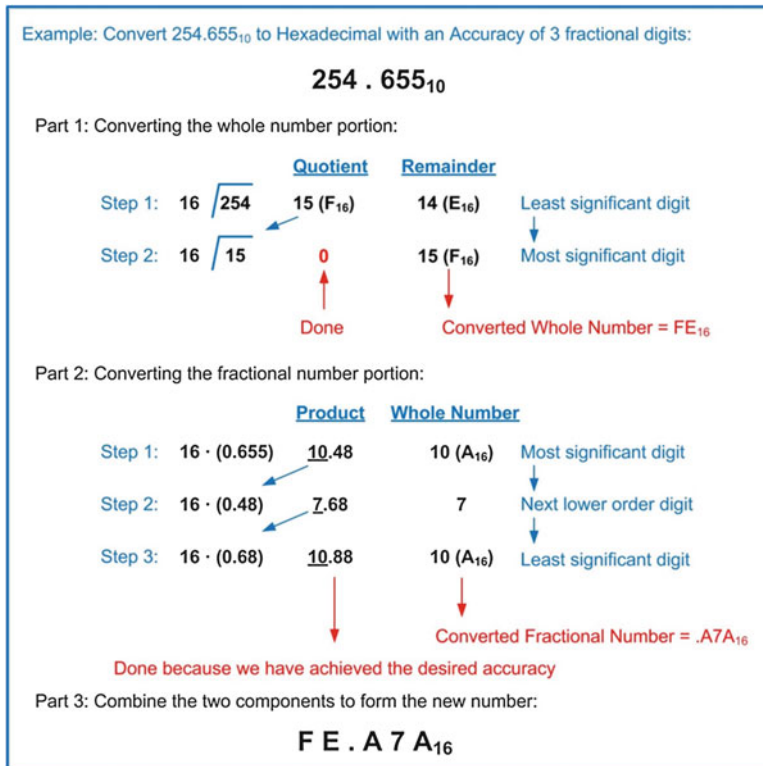 Example: Convert 254.655₁₀ to Hexadecimal with an Accuracy of 3 fractional digits:
254 . 655₁₀
Part 1: Converting the whole number portion:
Quotient Remainder
Step 1: 16 254 15 (F₁₆) 14 (E₁₆) Least significant digit
Step 2: 16 15 0 15 (F₁₆) Most significant digit
Done Converted Whole Number = FE₁₆
Part 2: Converting the fractional number portion:
Product Whole Number
Step 1: 16 · (0.655) 10.48 10 (A₁₆) Most significant digit
Step 2: 16 · (0.48) 7.68 7 Next lower order digit
Step 3: 16 · (0.68) 10.88 10 (A₁₆) Least significant digit
Converted Fractional Number = .A7A₁₆
Done because we have achieved the desired accuracy
Part 3: Combine the two components to form the new number:
F E . A 7 A₁₆